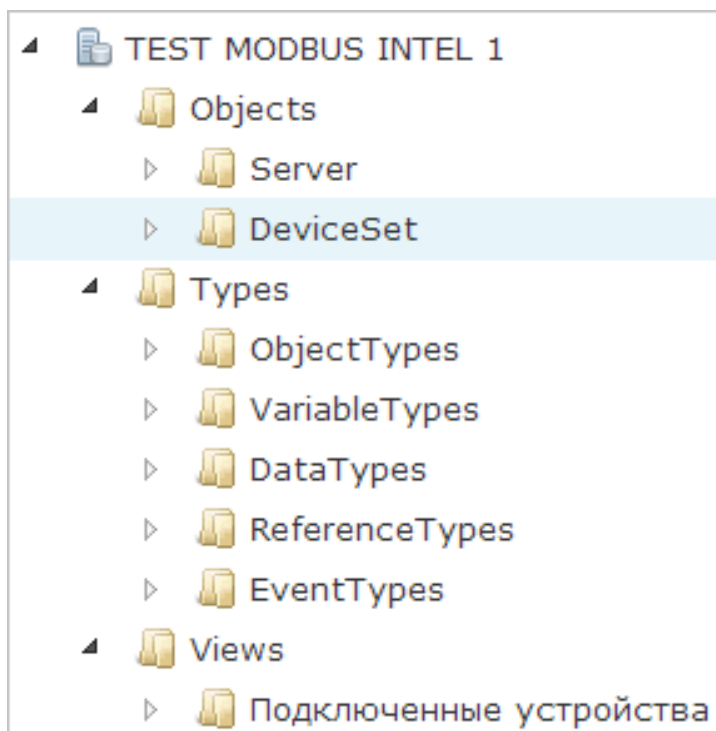 TEST MODBUS INTEL 1
Objects
Server
DeviceSet
Types
ObjectTypes
VariableTypes
DataTypes
ReferenceTypes
EventTypes
Views
Подключенные устройства